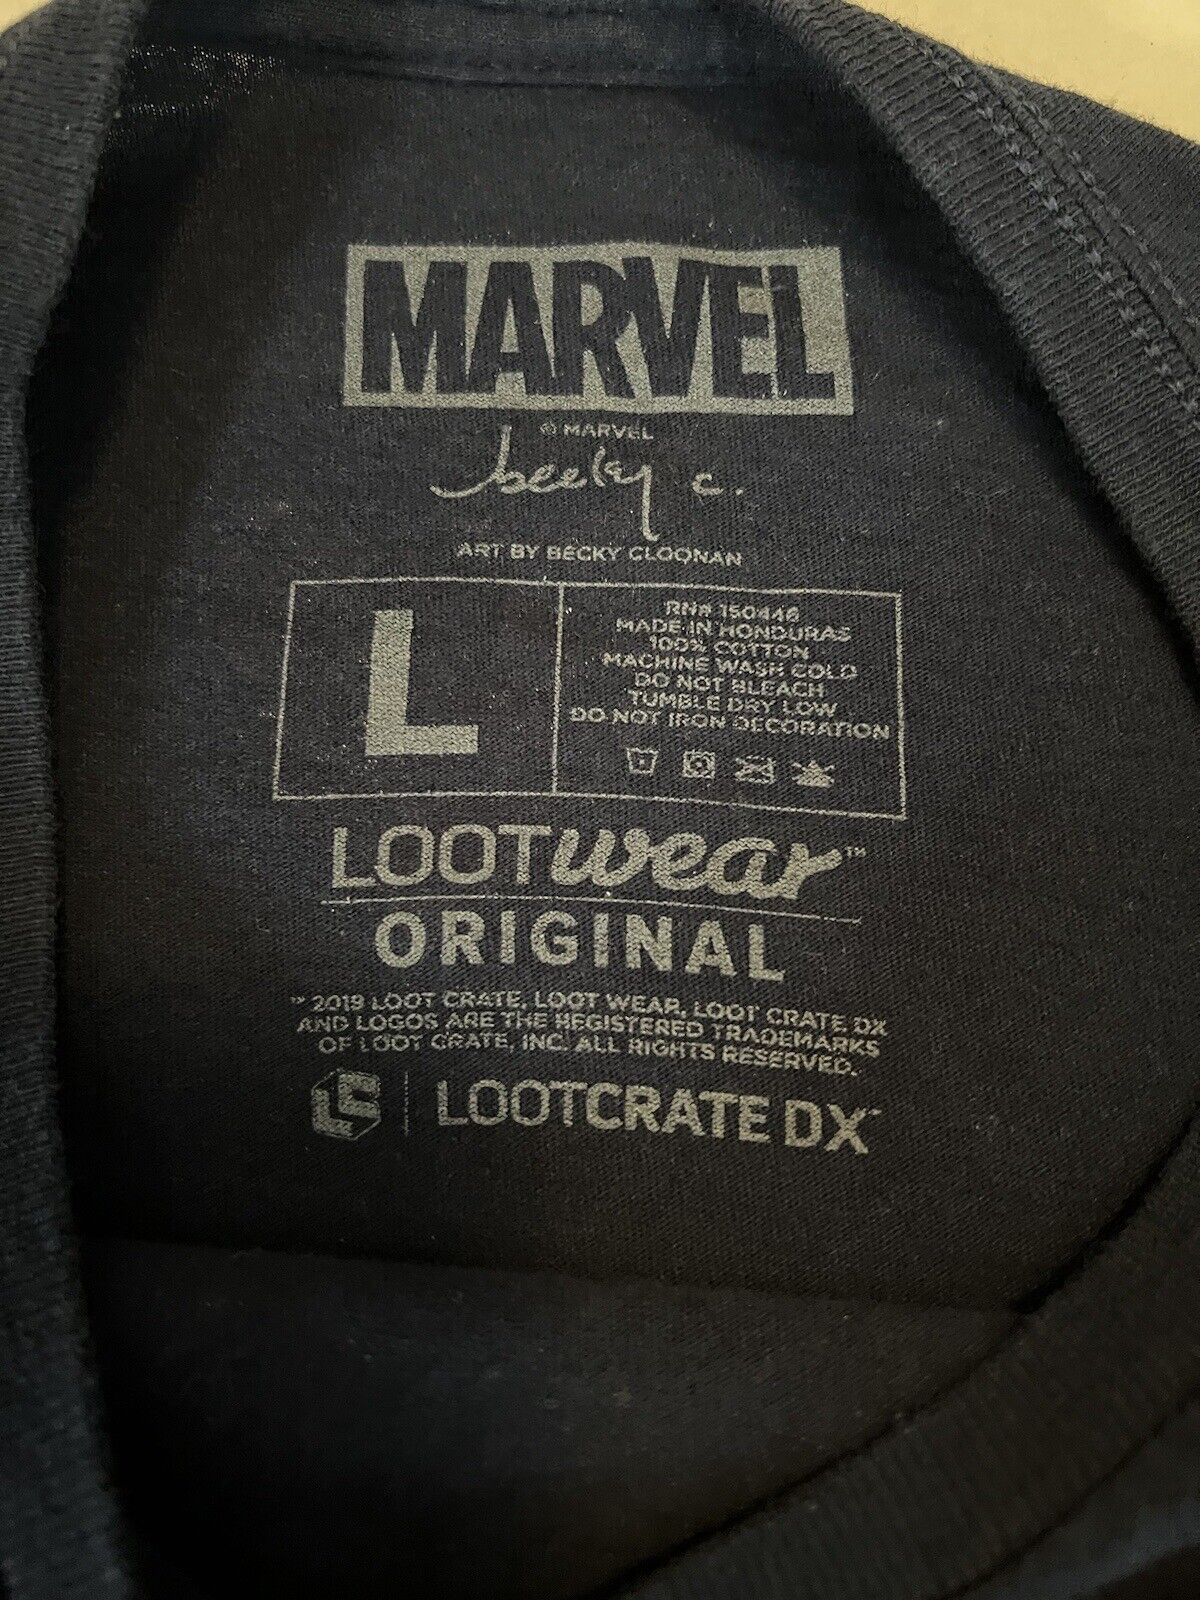 MARVEL
© MARVEL
becky c.
ART BY BECKY CLOONAN
L
RN# 150446
MADE IN HONDURAS
100% COTTON
MACHINE WASH COLD
DO NOT BLEACH
TUMBLE DRY LOW
DO NOT IRON DECORATION
LOOTwear™
ORIGINAL
™ 2019 LOOT CRATE, LOOT WEAR, LOOT CRATE DX
AND LOGOS ARE THE REGISTERED TRADEMARKS
OF LOOT CRATE, INC. ALL RIGHTS RESERVED.
LC | LOOTCRATE DX™